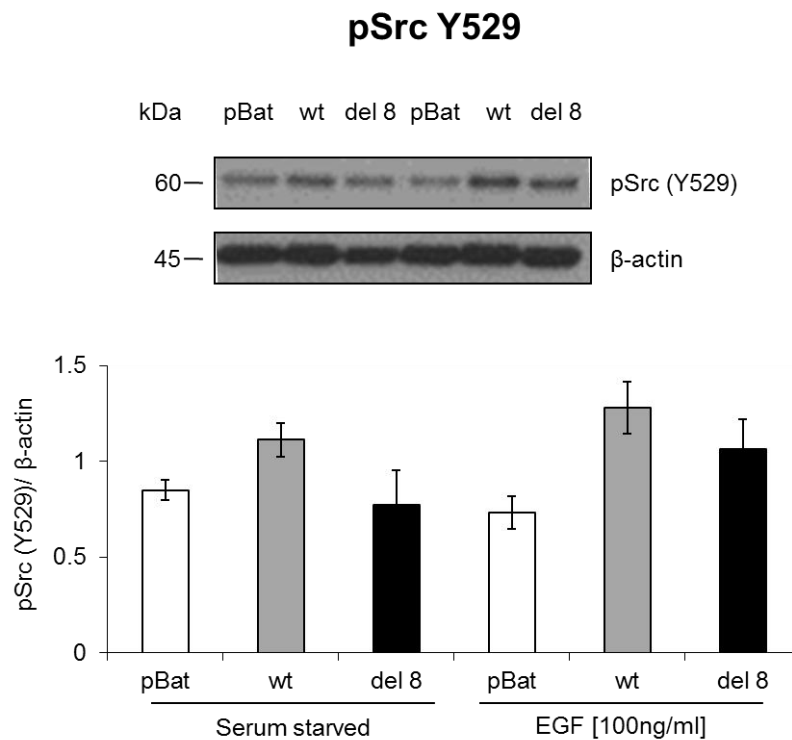 pSrc Y529
kDa pBat wt del 8 pBat wt del 8
60 pSrc (Y529)
45 β-actin
pSrc (Y529)/ β-actin
1.5
1
0.5
0
pBat wt del 8 pBat wt del 8
Serum starved EGF [100ng/ml]